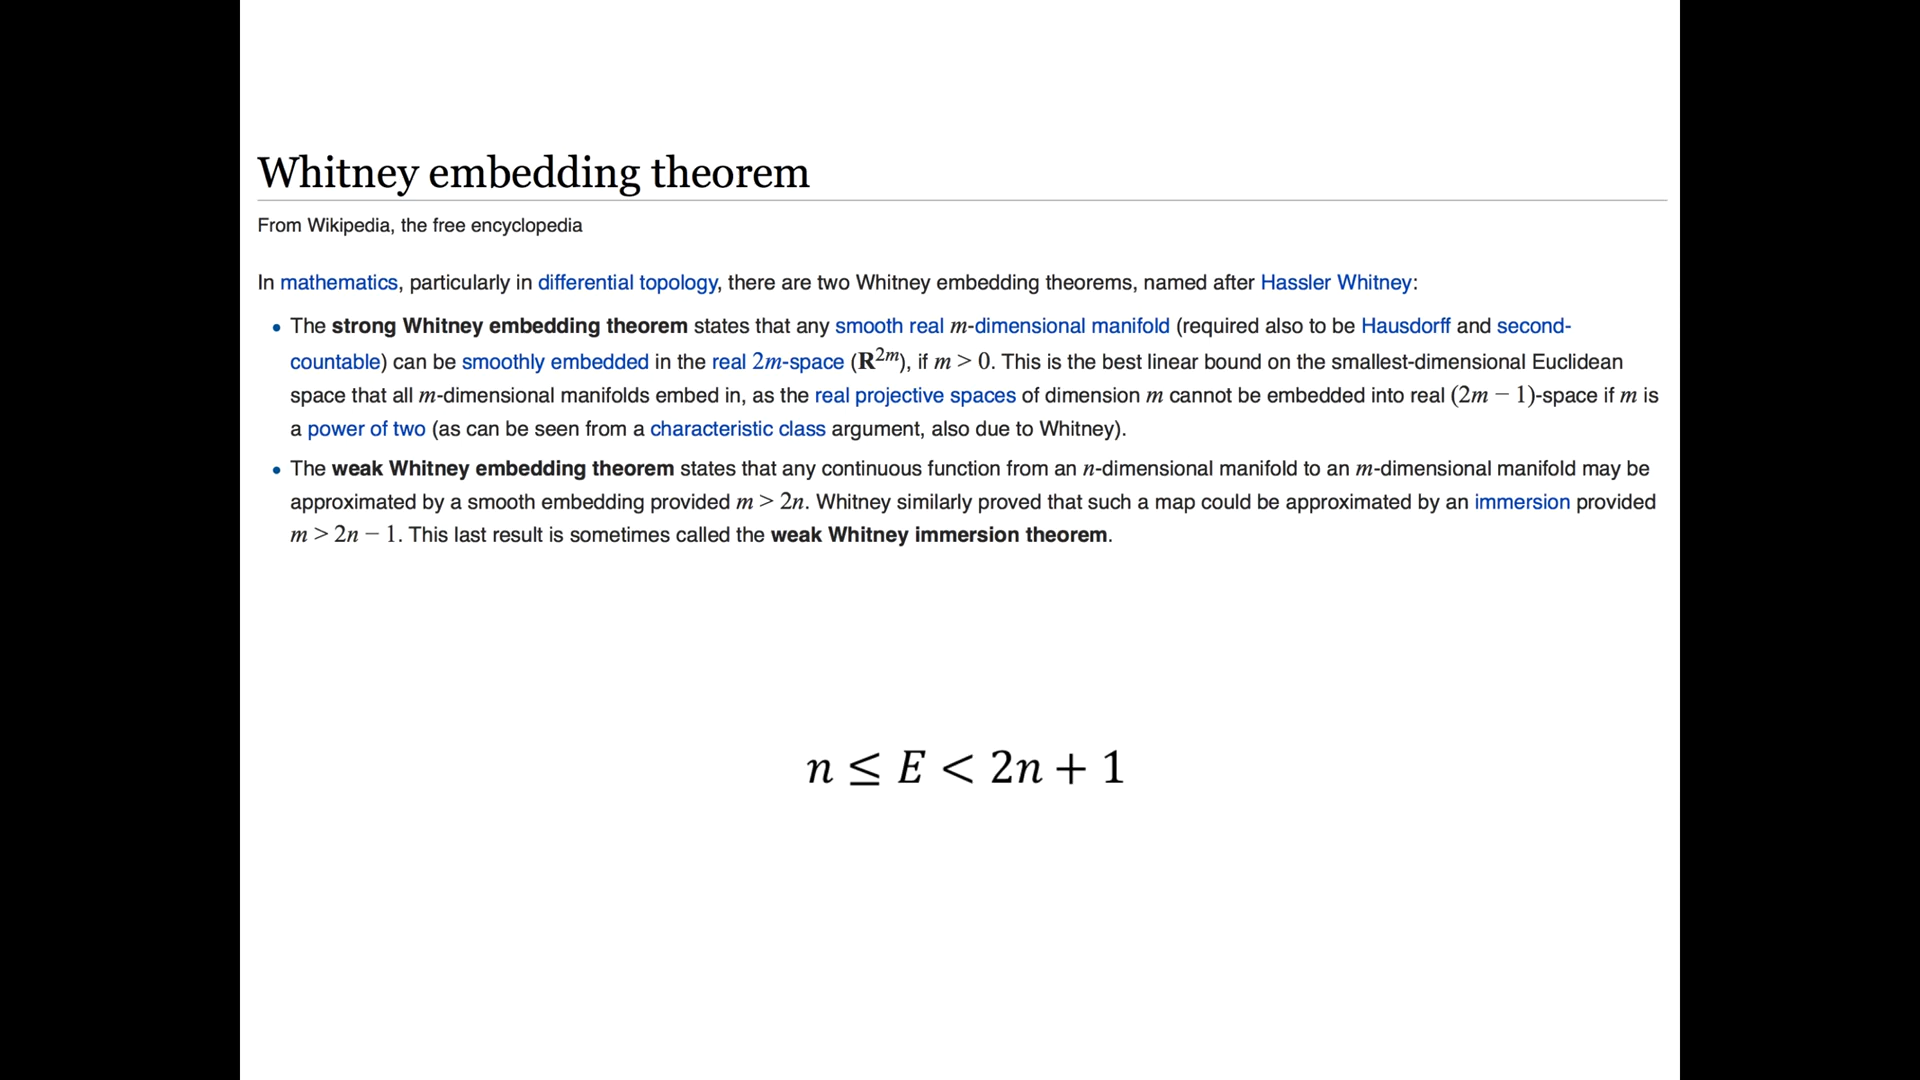 Whitney embedding theorem
From Wikipedia, the free encyclopedia
In mathematics, particularly in differential topology, there are two Whitney embedding theorems, named after Hassler Whitney:
• The strong Whitney embedding theorem states that any smooth real m-dimensional manifold (required also to be Hausdorff and second-
countable) can be smoothly embedded in the real 2m-space (R²ᵐ), if m > 0. This is the best linear bound on the smallest-dimensional Euclidean
space that all m-dimensional manifolds embed in, as the real projective spaces of dimension m cannot be embedded into real (2m − 1)-space if m is
a power of two (as can be seen from a characteristic class argument, also due to Whitney).
• The weak Whitney embedding theorem states that any continuous function from an n-dimensional manifold to an m-dimensional manifold may be
approximated by a smooth embedding provided m > 2n. Whitney similarly proved that such a map could be approximated by an immersion provided
m > 2n − 1. This last result is sometimes called the weak Whitney immersion theorem.
n ≤ E < 2n + 1